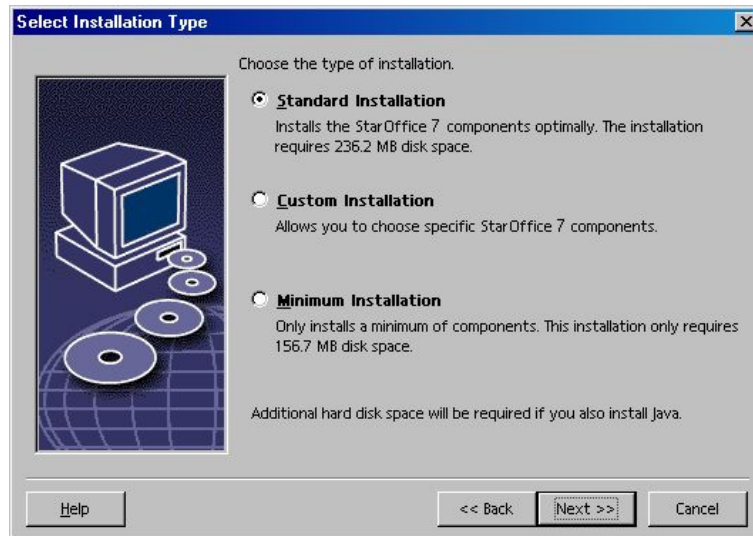 Select Installation Type
Choose the type of installation.
Standard Installation
Installs the StarOffice 7 components optimally. The installation
requires 236.2 MB disk space.
Custom Installation
Allows you to choose specific StarOffice 7 components.
Minimum Installation
Only installs a minimum of components. This installation only requires
156.7 MB disk space.
Additional hard disk space will be required if you also install Java.
Help
<< Back
Next >>
Cancel